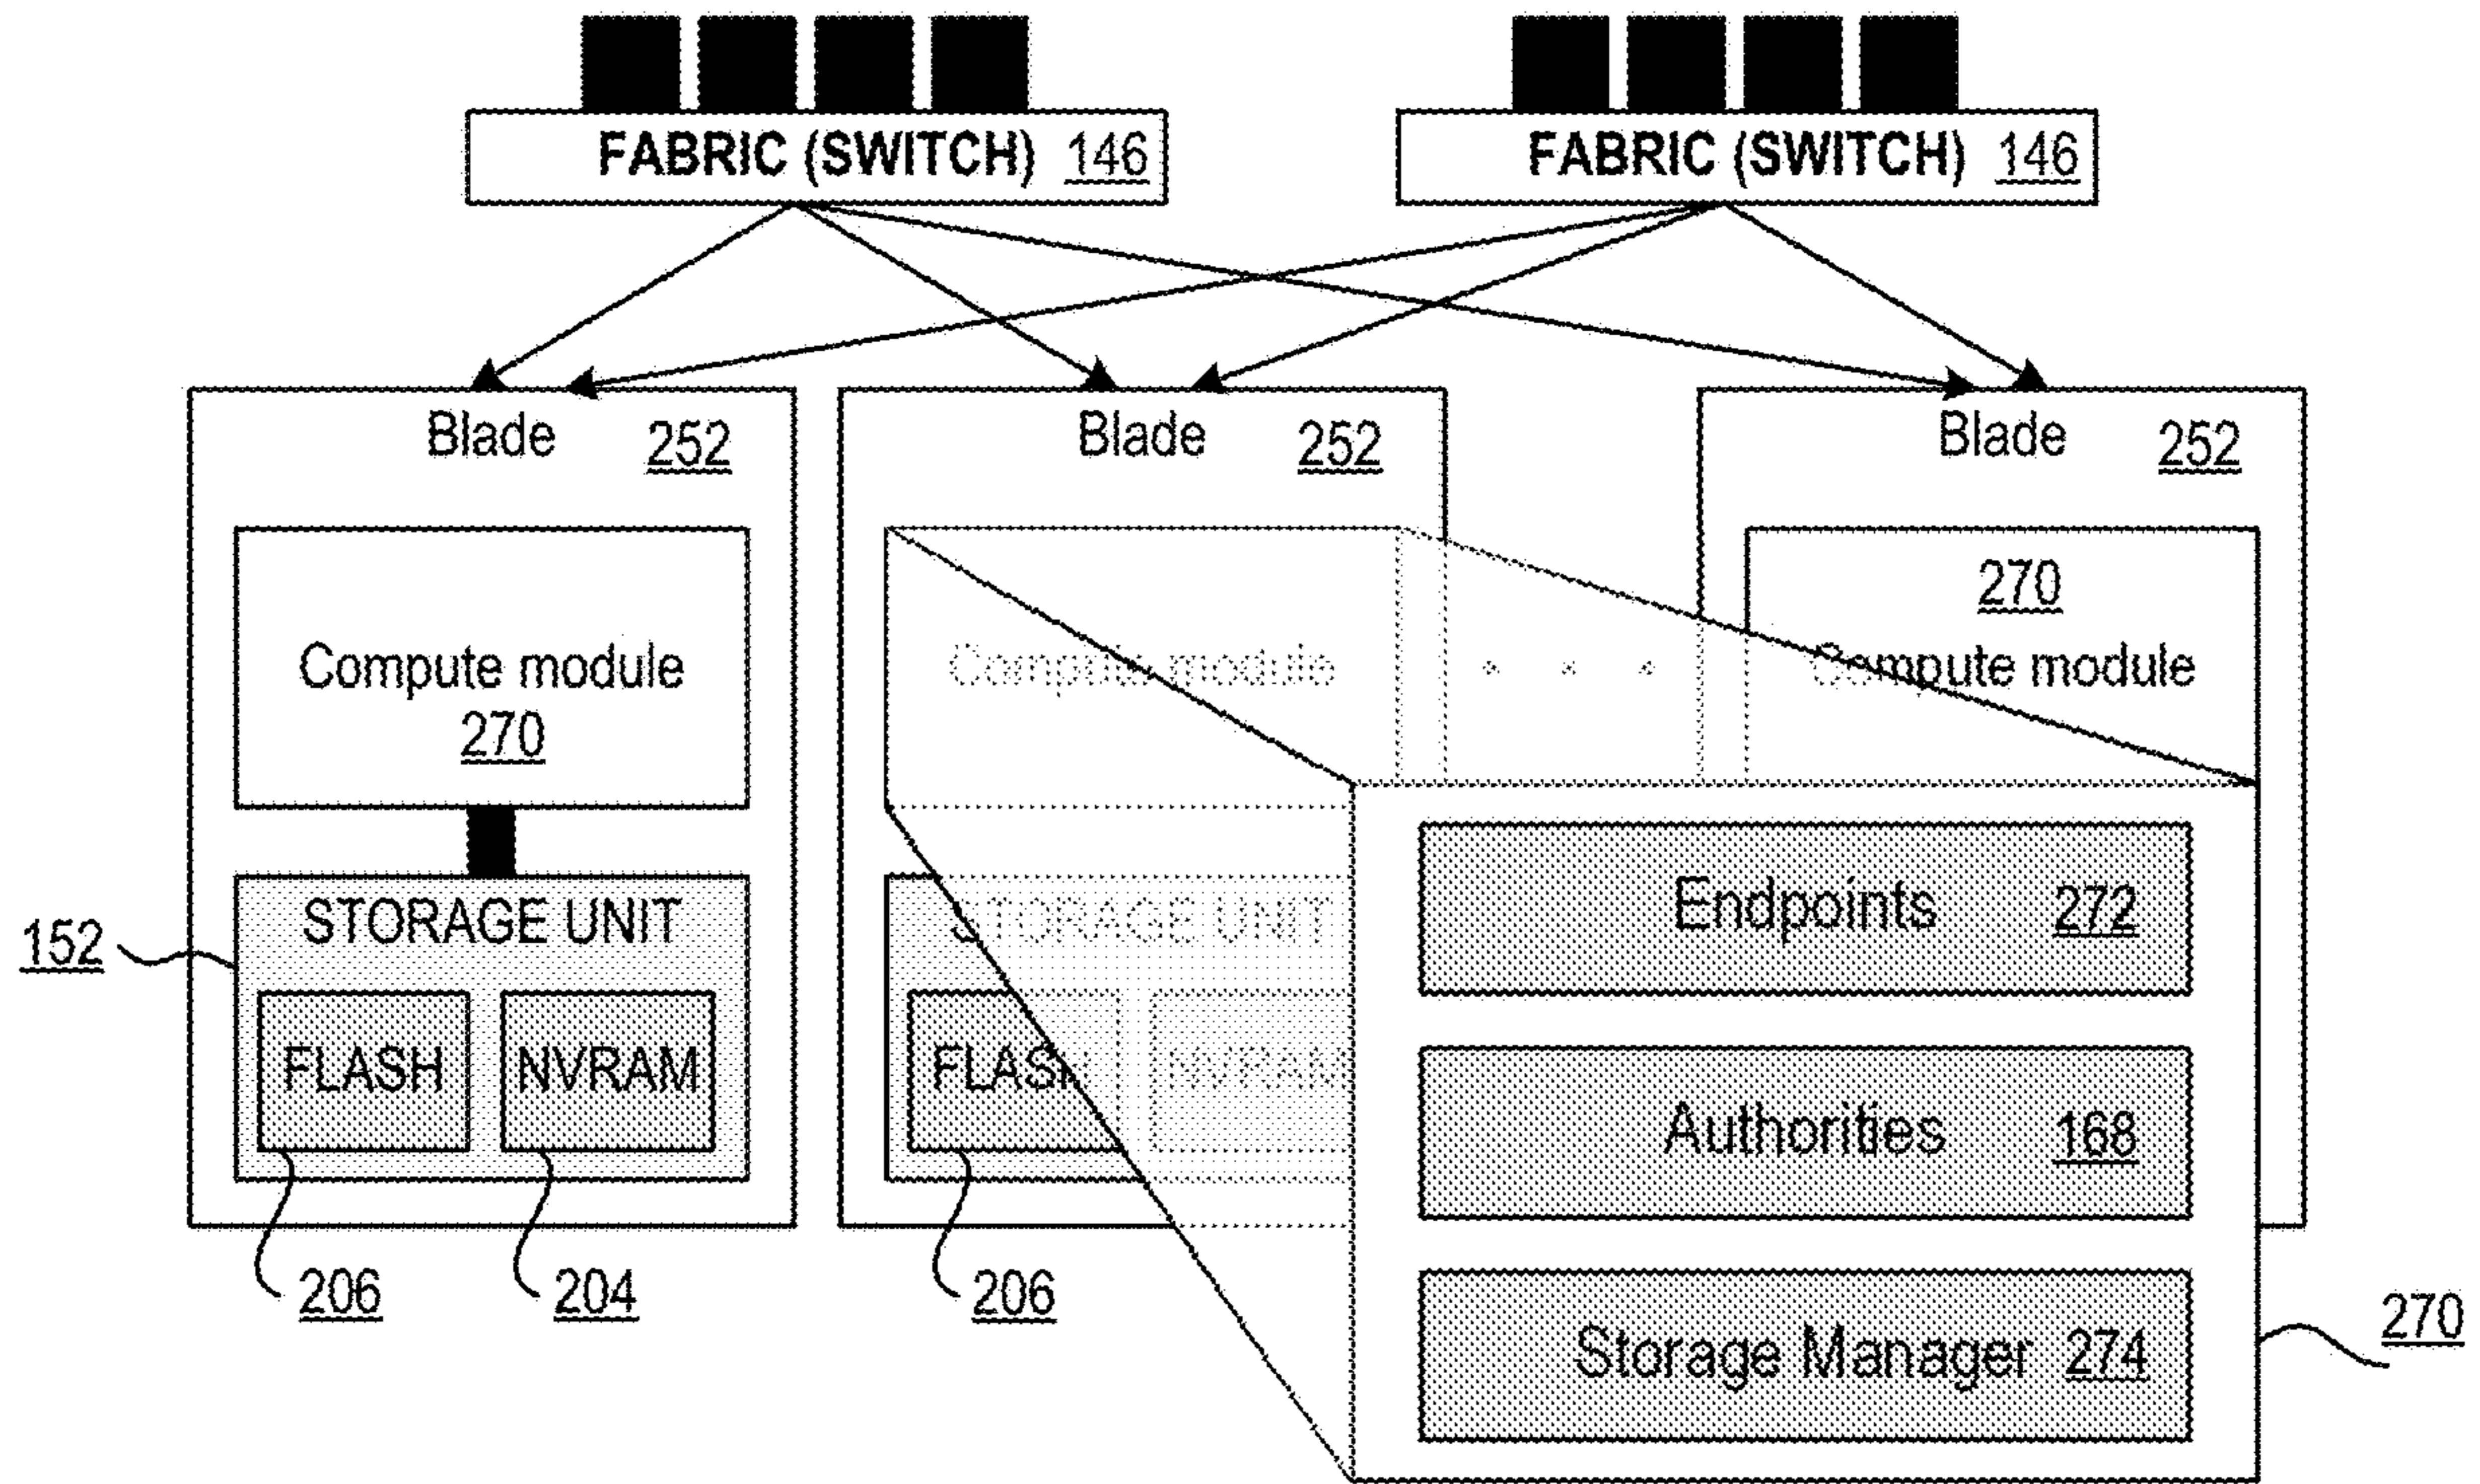 FABRIC (SWITCH) 146
FABRIC (SWITCH) 146
Blade 252
Blade 252
Blade 252
Compute module
270
Compute module
. . .
270
Compute module
STORAGE UNIT
152
FLASH
NVRAM
206
204
STORAGE UNIT
FLASH
NVRAM
206
Endpoints 272
Authorities 168
Storage Manager 274
270